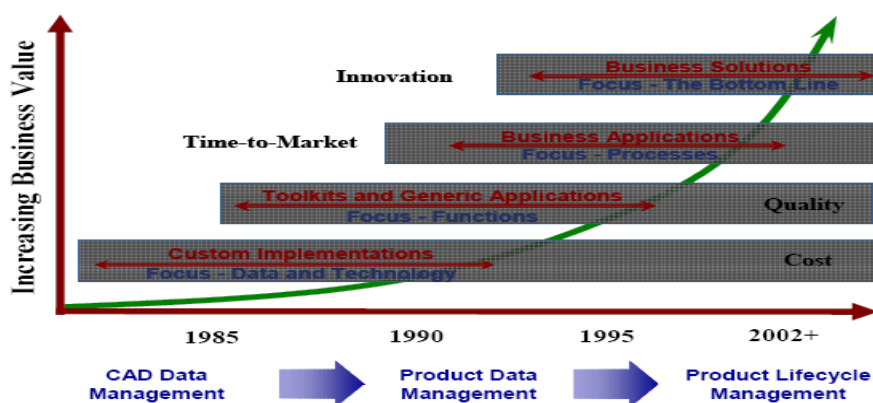 Increasing Business Value
Innovation
Business Solutions
Focus - The Bottom Line
Time-to-Market
Business Applications
Focus - Processes
Toolkits and Generic Applications
Focus - Functions
Quality
Custom Implementations
Focus - Data and Technology
Cost
1985
1990
1995
2002+
CAD Data
Management
Product Data
Management
Product Lifecycle
Management